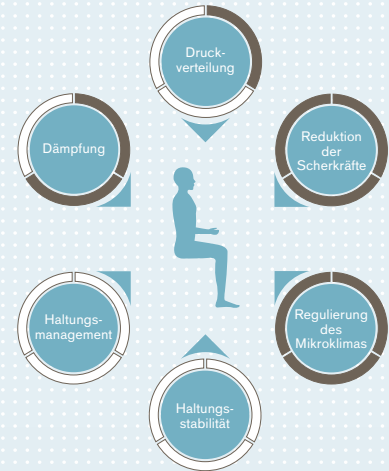 Druck-
verteilung
Dämpfung
Reduktion
der
Scherkräfte
Haltungs-
management
Regulierung
des
Mikroklimas
Haltungs-
stabilität